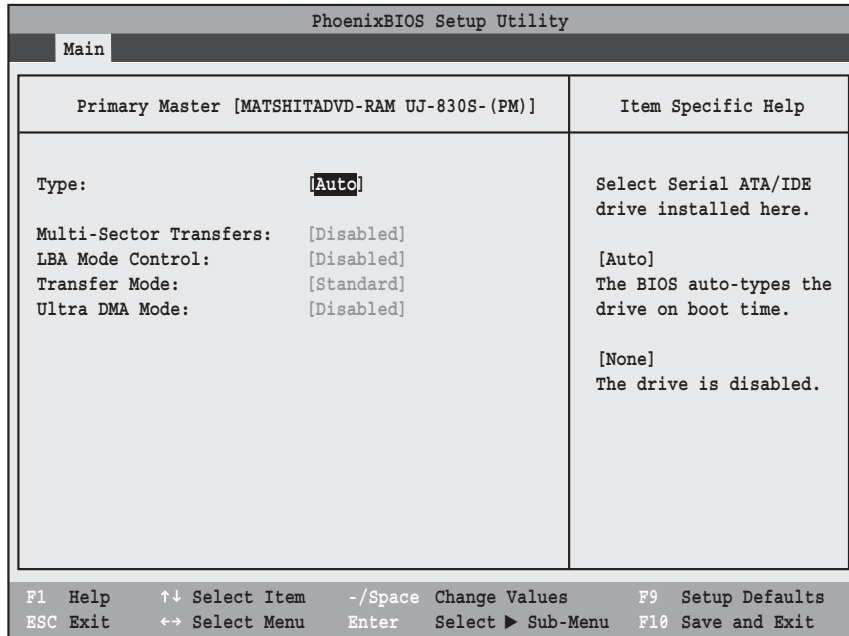 PhoenixBIOS Setup Utility
Main
Primary Master [MATSHITADVD-RAM UJ-830S-(PM)]
Item Specific Help
Type: [Auto]
Multi-Sector Transfers: [Disabled]
LBA Mode Control: [Disabled]
Transfer Mode: [Standard]
Ultra DMA Mode: [Disabled]
Select Serial ATA/IDE
drive installed here.
[Auto]
The BIOS auto-types the
drive on boot time.
[None]
The drive is disabled.
F1 Help ↑↓ Select Item -/Space Change Values F9 Setup Defaults
ESC Exit ←→ Select Menu Enter Select ▶ Sub-Menu F10 Save and Exit